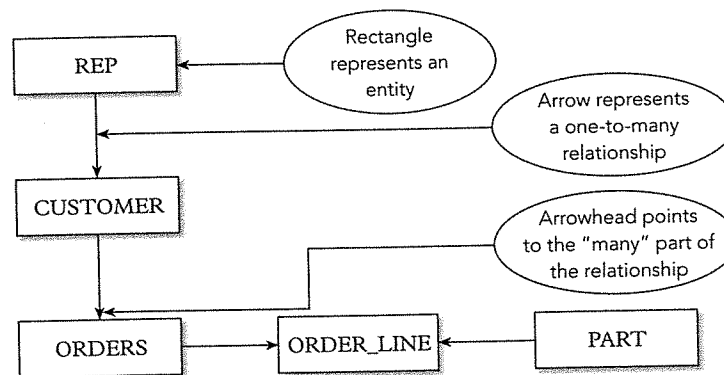 REP
Rectangle
represents an
entity
Arrow represents
a one-to-many
relationship
CUSTOMER
Arrowhead points
to the "many" part of
the relationship
ORDERS
ORDER_LINE
PART